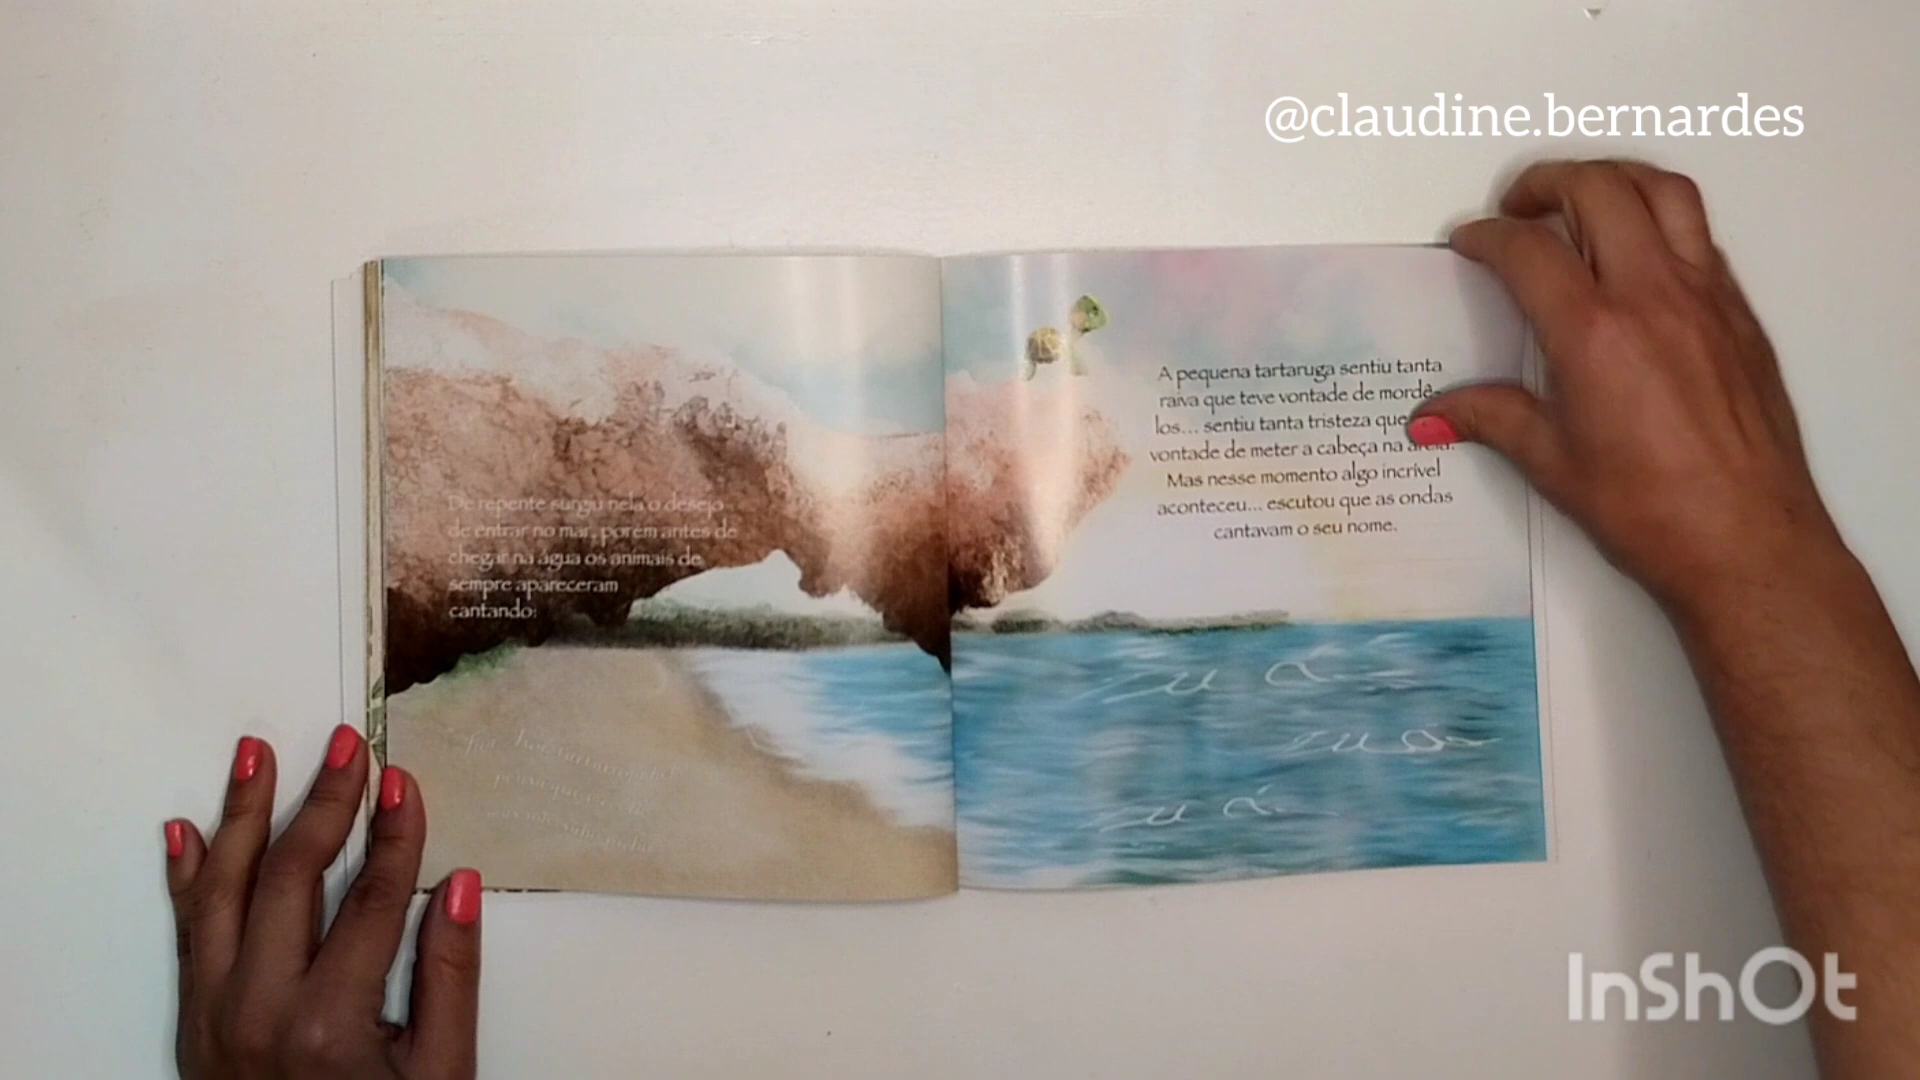 @claudine.bernardes
De repente surgiu nela o desejo
de entrar no mar, porém antes de
chegar na água os animais de
sempre apareceram
cantando:
A pequena tartaruga sentiu tanta
raiva que teve vontade de mordê-
los... sentiu tanta tristeza que
vontade de meter a cabeça na areia.
Mas nesse momento algo incrível
aconteceu... escutou que as ondas
cantavam o seu nome.
InShOt